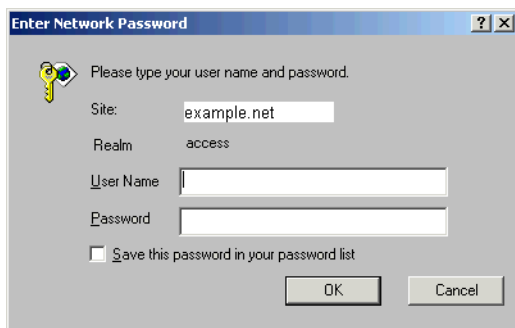 Enter Network Password
Please type your user name and password.
Site: example.net
Realm access
User Name
Password
Save this password in your password list
OK Cancel